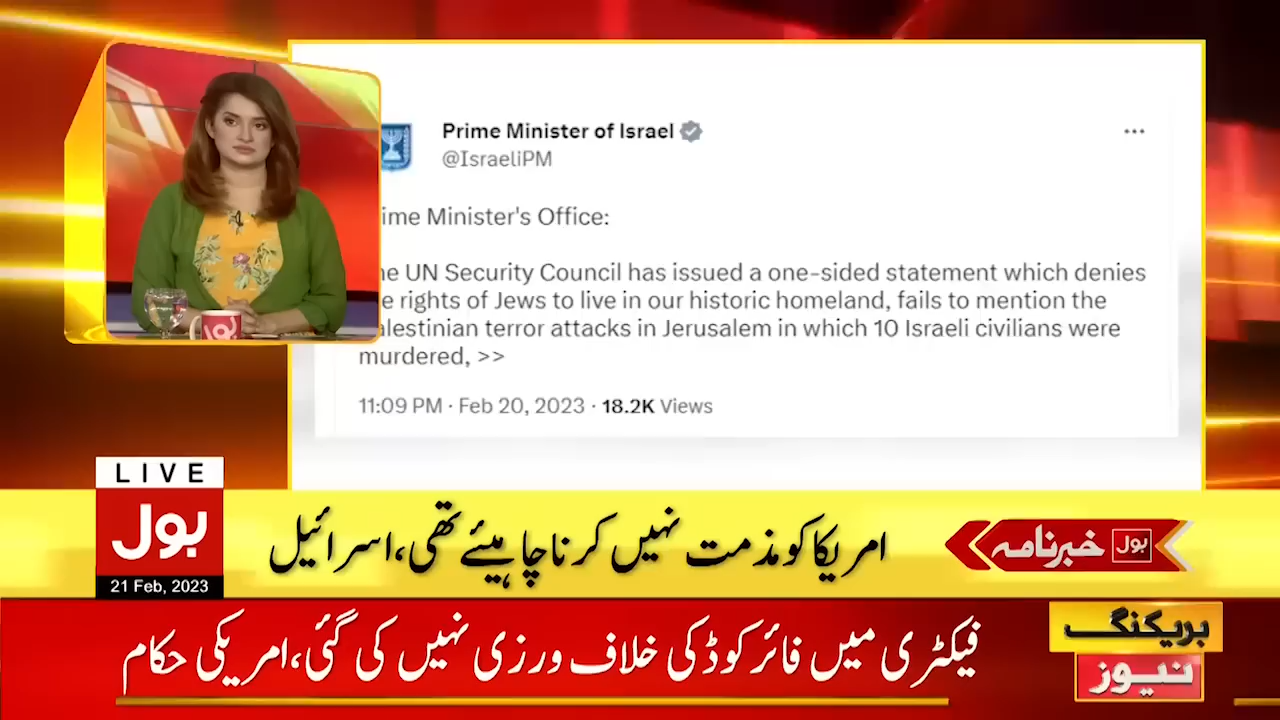 Prime Minister of Israel
@IsraeliPM
ime Minister's Office:
he UN Security Council has issued a one-sided statement which denies
e rights of Jews to live in our historic homeland, fails to mention the
alestinian terror attacks in Jerusalem in which 10 Israeli civilians were
murdered, >>
11:09 PM · Feb 20, 2023 · 18.2K Views
LIVE
بول
21 Feb, 2023
امریکا کو مذمت نہیں کرنا چاہیئے تھی، اسرائیل
بول خبرنامہ
فیکٹری میں فائر کوڈ کی خلاف ورزی نہیں کی گئی، امریکی حکام
بریکنگ
نیوز
بول